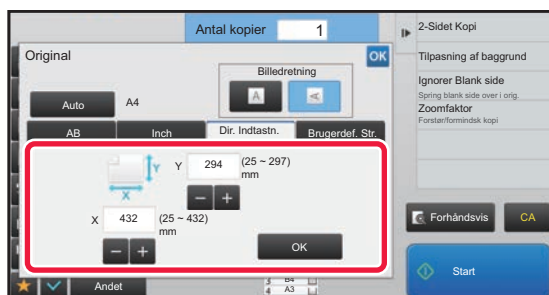 Antal kopier 1
Original
OK
Billedretning
A
A
Auto A4
AB Inch Dir. Indtastn. Brugerdef. Str.
Y
X
Y 294 (25 ~ 297)
mm
X 432 (25 ~ 432)
mm
OK
Andet
3 B4
4 A3
2-Sidet Kopi
Tilpasning af baggrund
Ignorer Blank side
Spring blank side over i orig.
Zoomfaktor
Forstør/formindsk kopi
Forhåndsvis CA
Start